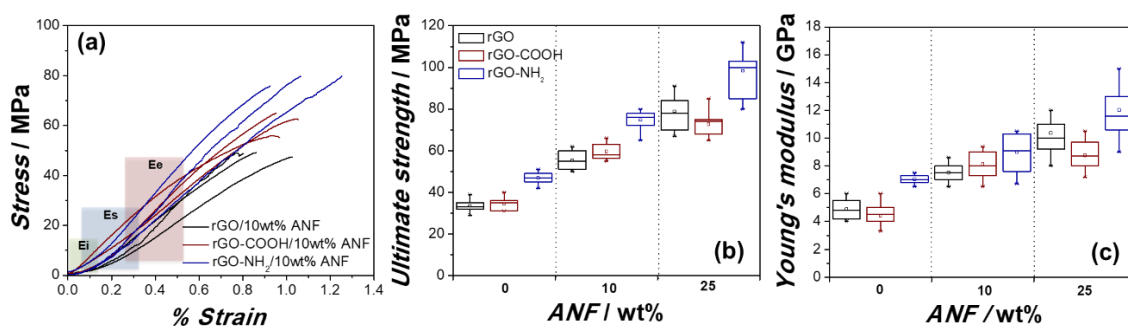 (a)
Stress / MPa
80
60
40
20
0
Ee
Es
Ei
rGO/10wt% ANF
rGO-COOH/10wt% ANF
rGO-NH₂/10wt% ANF
0.0 0.2 0.4 0.6 0.8 1.0 1.2 1.4
% Strain
Ultimate strength / MPa
120
100
80
60
40
20
0
rGO
rGO-COOH
rGO-NH₂
(b)
0 10 25
ANF / wt%
Young's modulus / GPa
18
16
14
12
10
8
6
4
2
0
(c)
0 10 25
ANF / wt%